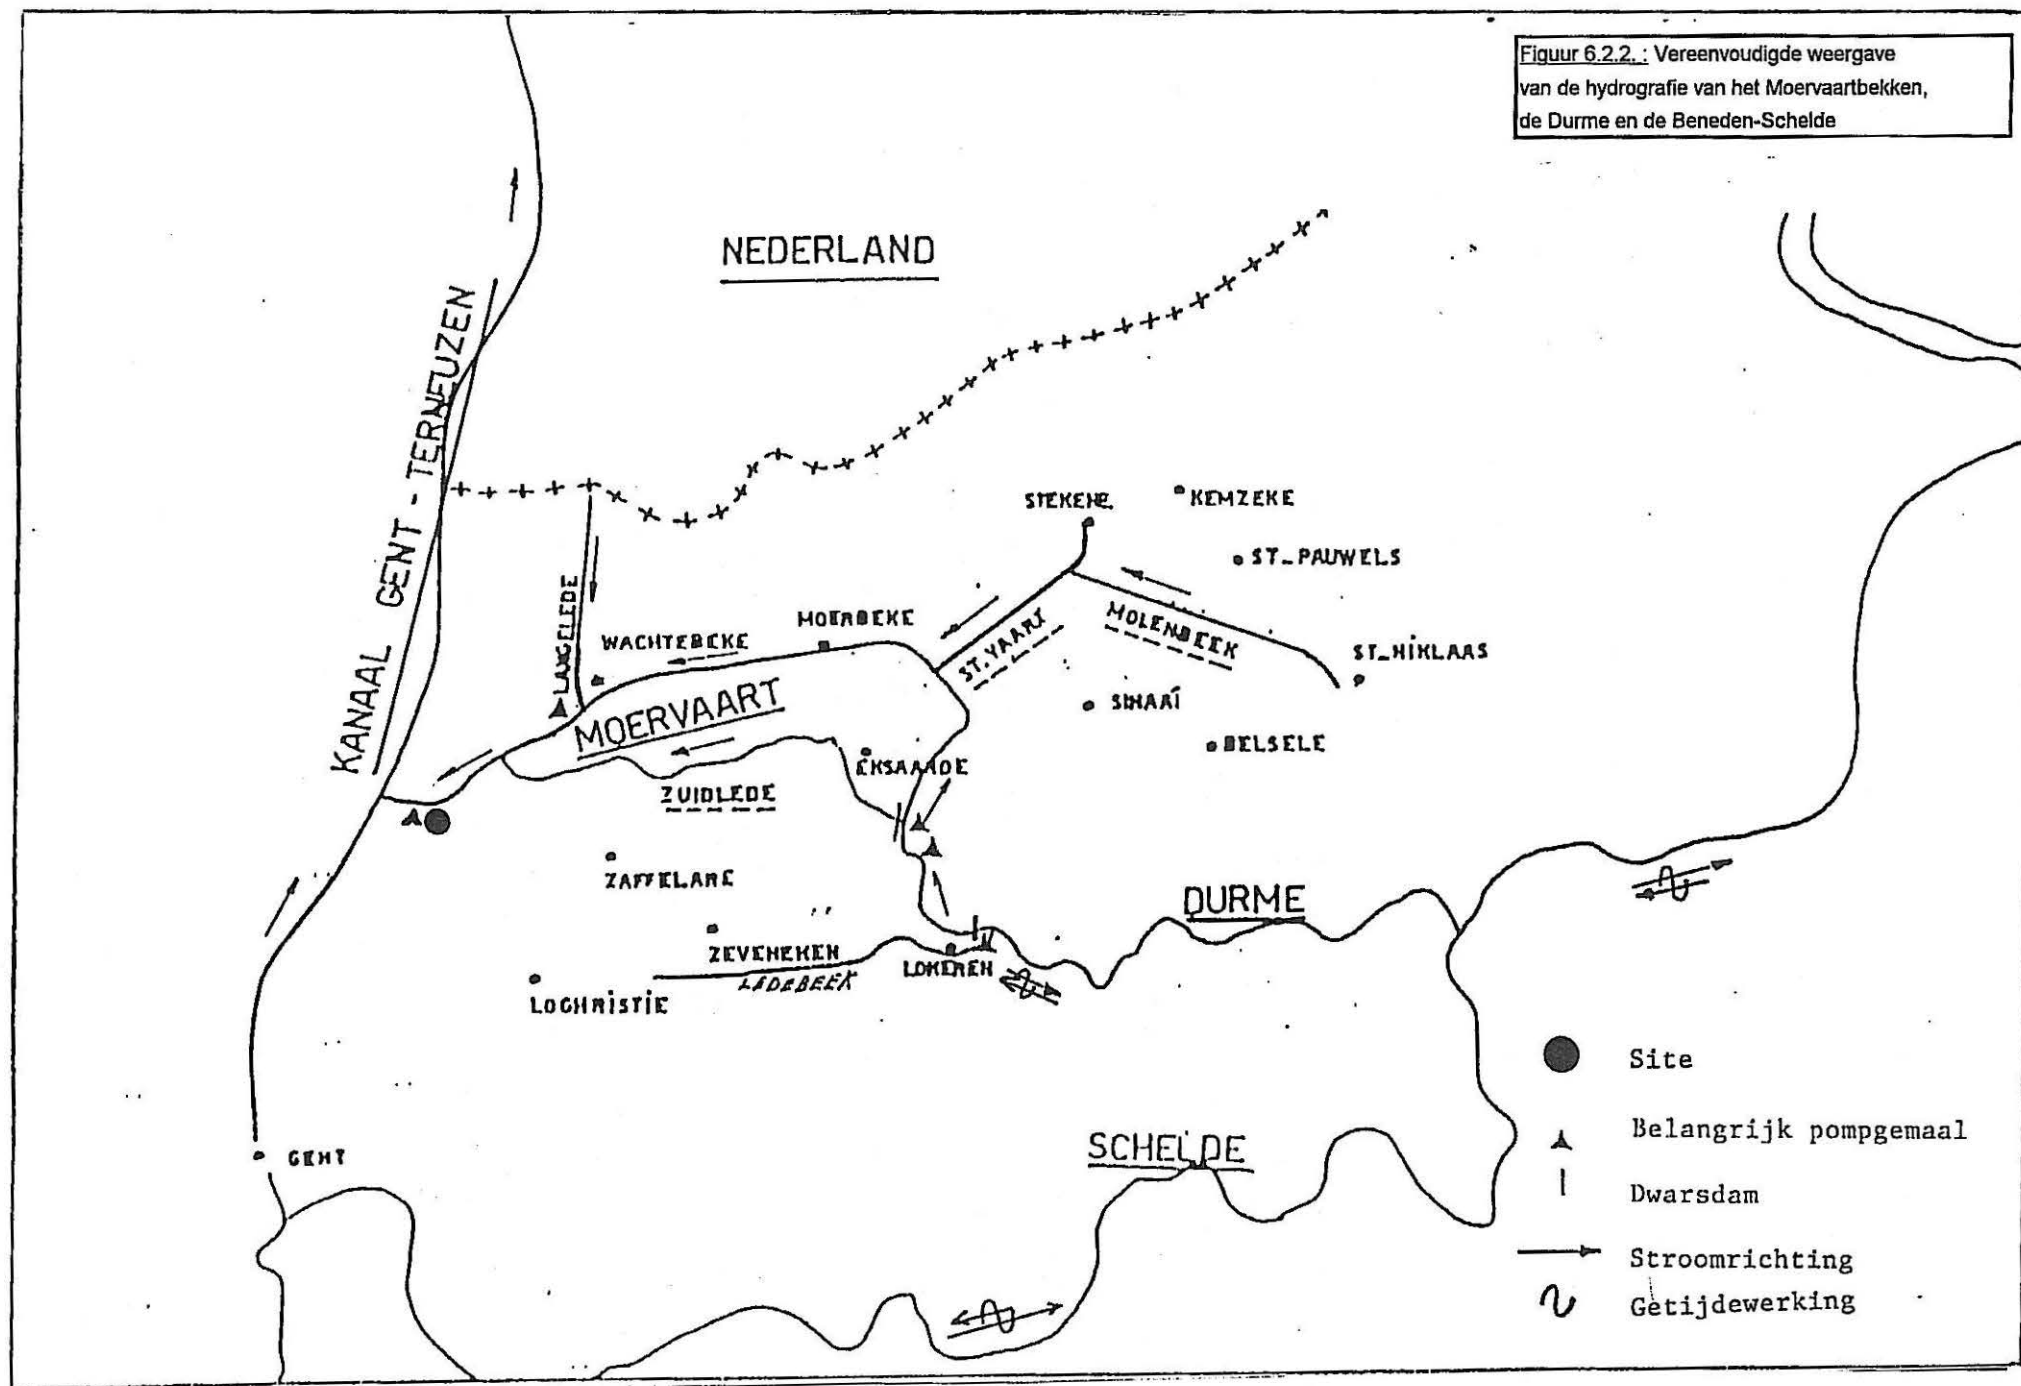 Figuur 6.2.2. : Vereenvoudigde weergave
van de hydrografie van het Moervaartbekken,
de Durme en de Beneden-Schelde
NEDERLAND
KANAAL GENT - TERNEUZEN
STEKENE
KEMZEKE
ST_PAUWELS
LANGELEDE
WACHTEBEKE
MOERBEKE
ST.VAART
MOLENBEEK
ST_NIKLAAS
MOERVAART
SINAAI
BELSELE
EKSAARDE
ZUIDLEDE
ZAFFELARE
DURME
ZEVENEKEN
LEDEBEEK
LOKEREN
LOCHRISTIE
GENT
SCHELDE
Site
Belangrijk pompgemaal
Dwarsdam
Stroomrichting
Getijdewerking